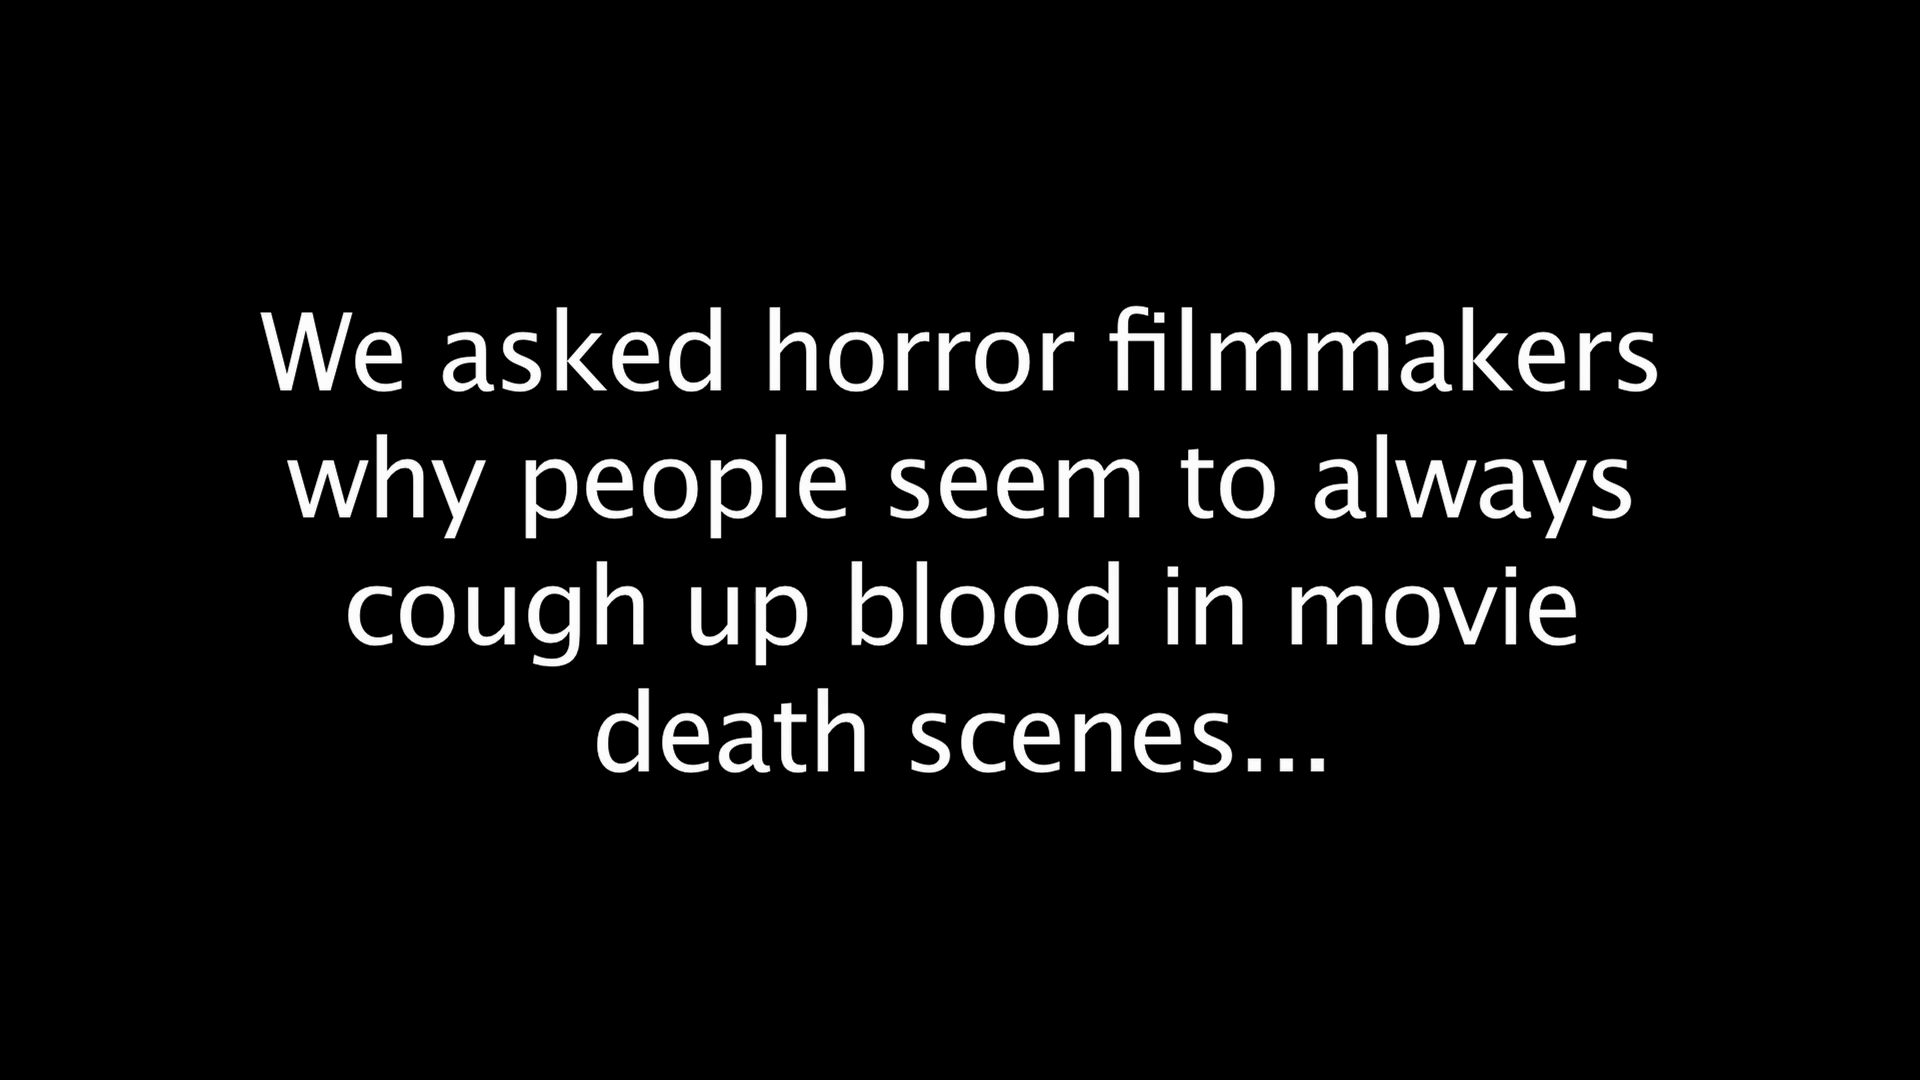 We asked horror filmmakers
why people seem to always
cough up blood in movie
death scenes...